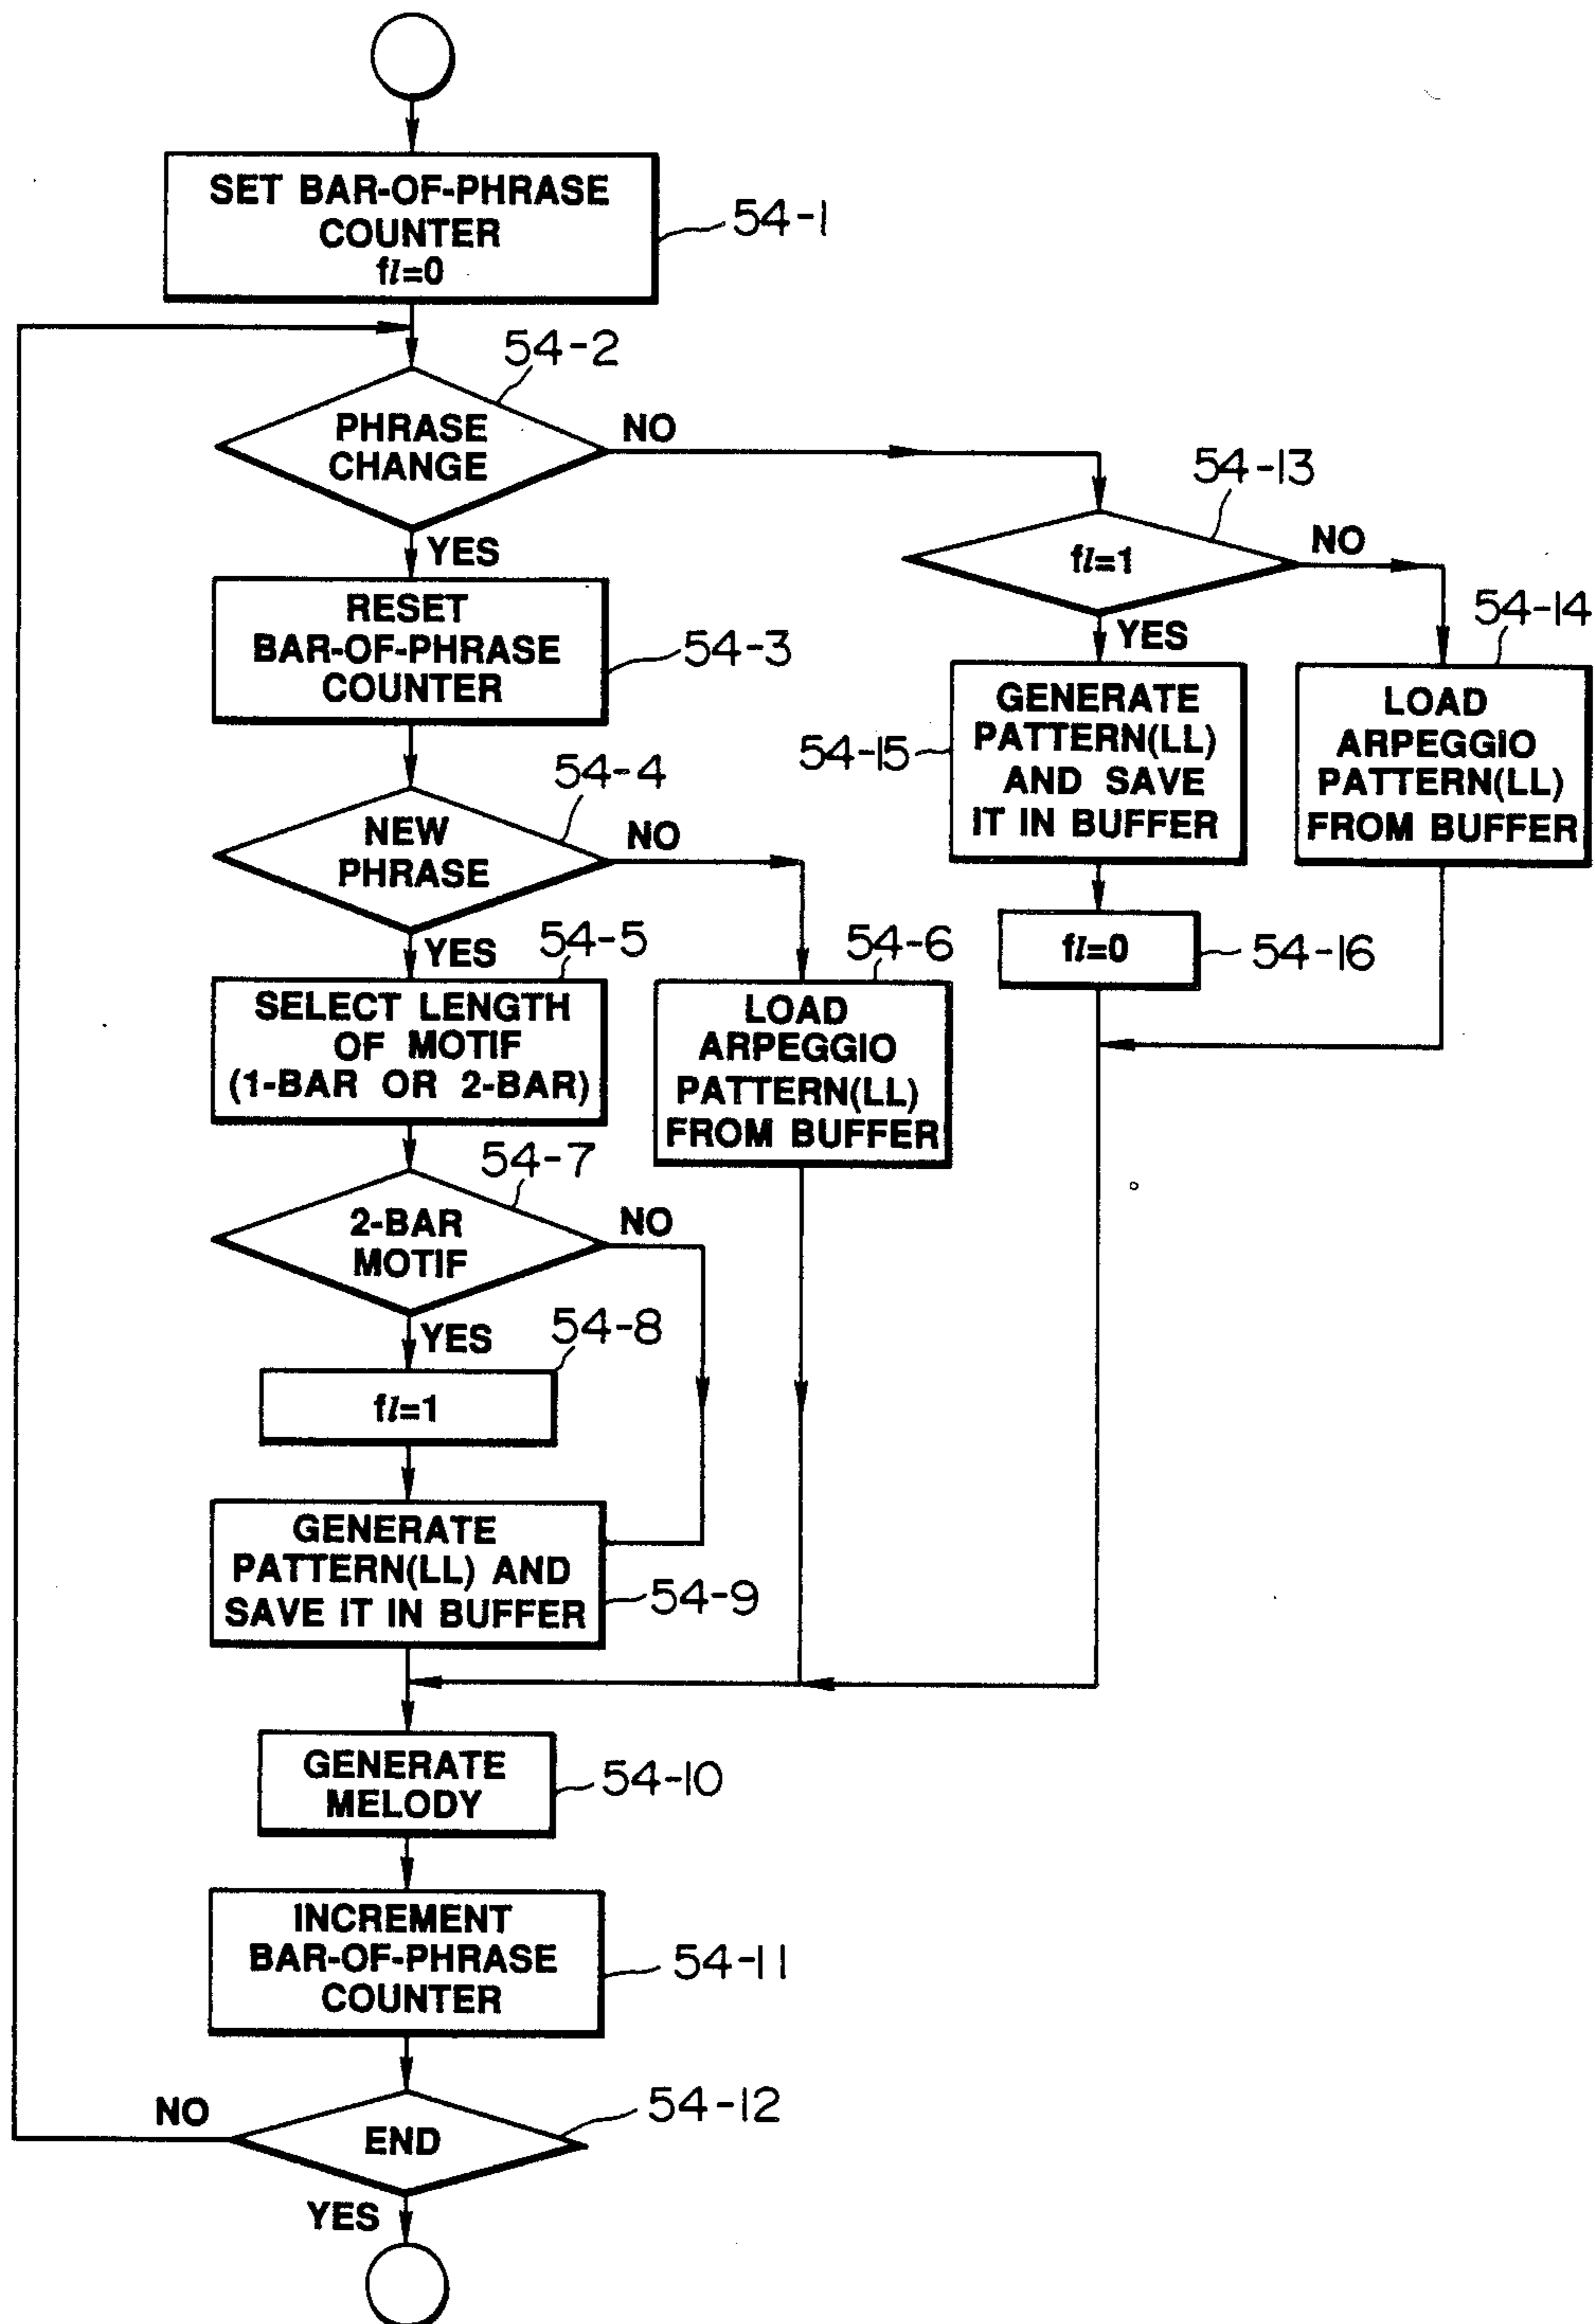 SET BAR-OF-PHRASE
COUNTER
fl=0
54-1
54-2
PHRASE
CHANGE
NO
YES
54-13
fl=1
NO
YES
54-14
LOAD
ARPEGGIO
PATTERN(LL)
FROM BUFFER
54-15
GENERATE
PATTERN(LL)
AND SAVE
IT IN BUFFER
fl=0
54-16
RESET
BAR-OF-PHRASE
COUNTER
54-3
54-4
NEW
PHRASE
NO
YES
54-5
SELECT LENGTH
OF MOTIF
(1-BAR OR 2-BAR)
54-6
LOAD
ARPEGGIO
PATTERN(LL)
FROM BUFFER
54-7
2-BAR
MOTIF
NO
YES
54-8
fl=1
GENERATE
PATTERN(LL) AND
SAVE IT IN BUFFER
54-9
GENERATE
MELODY
54-10
INCREMENT
BAR-OF-PHRASE
COUNTER
54-11
54-12
END
NO
YES